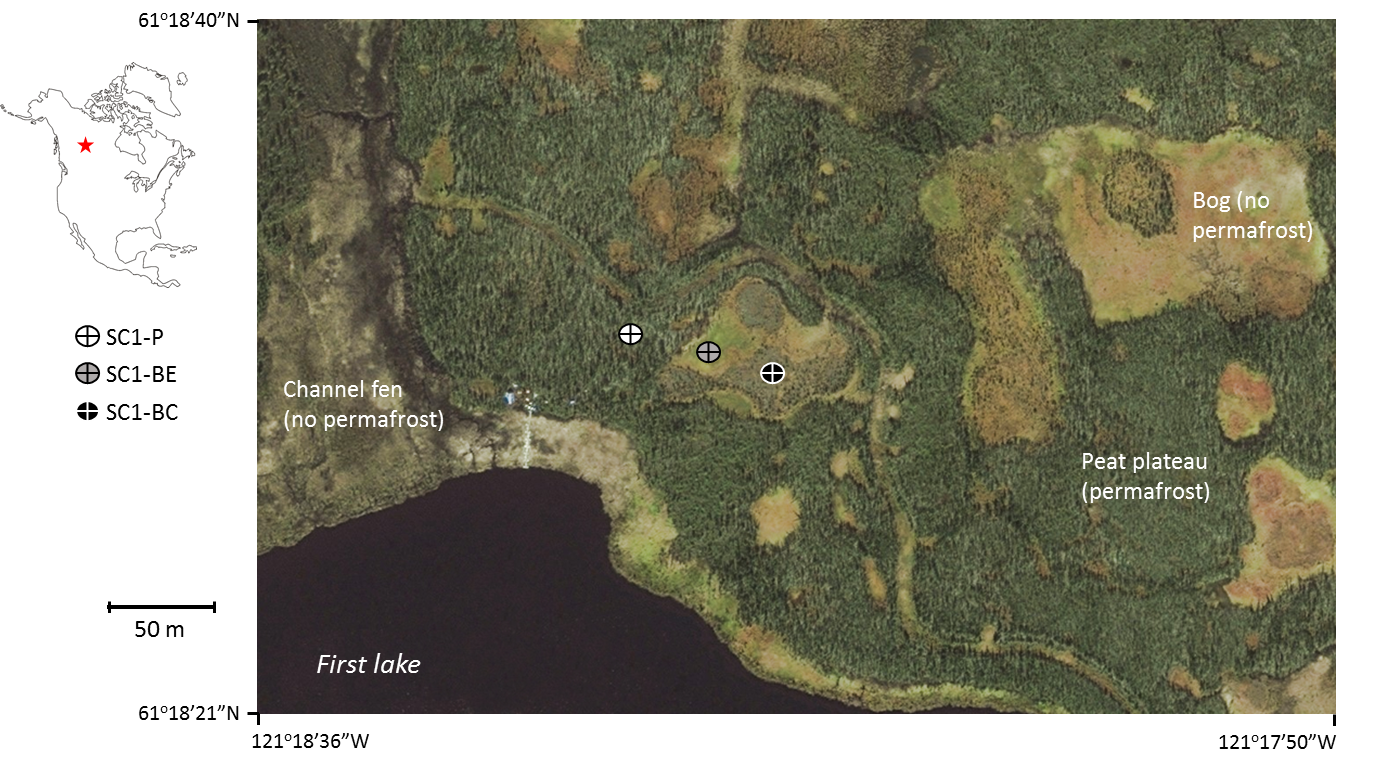 61°18’40”N
SC1-P
SC1-BE
SC1-BC
Bog (no
permafrost)
Channel fen
(no permafrost)
Peat plateau
(permafrost)
50 m
First lake
61°18’21”N
121°18’36”W
121°17’50”W